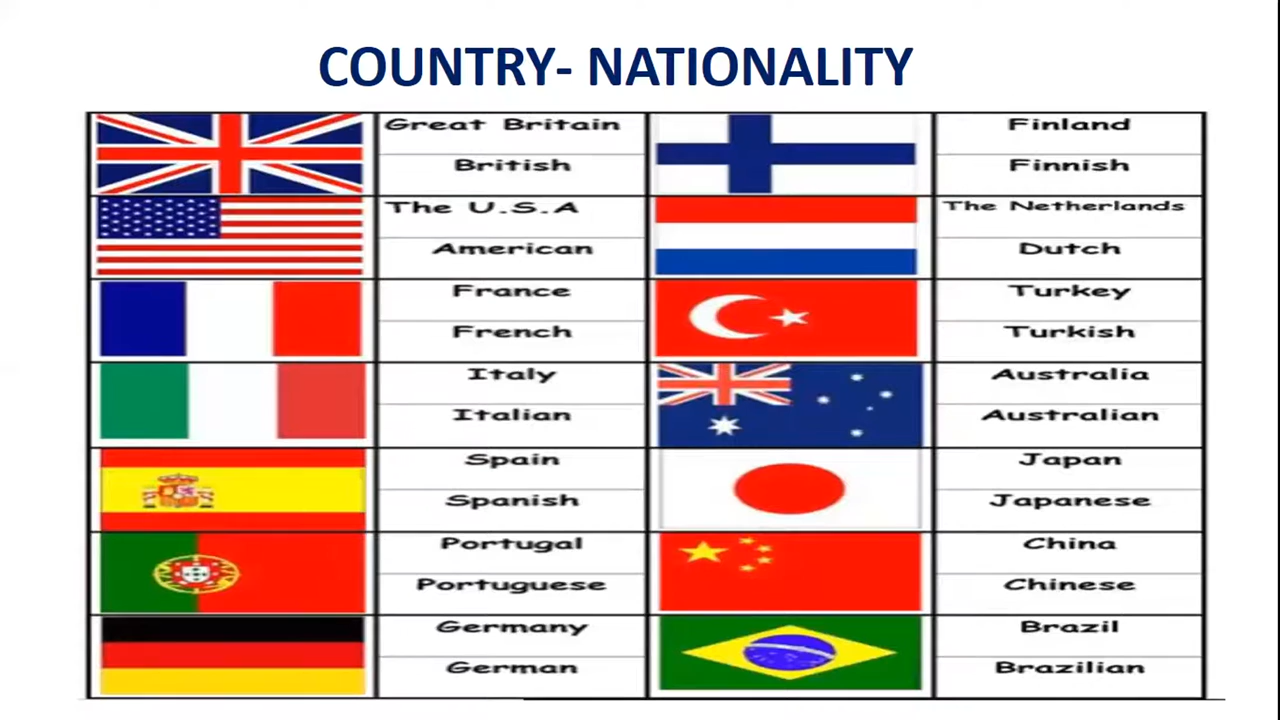 COUNTRY- NATIONALITY
Great Britain
British
Finland
Finnish
The U.S.A
American
The Netherlands
Dutch
France
French
Turkey
Turkish
Italy
Italian
Australia
Australian
Spain
Spanish
Japan
Japanese
Portugal
Portuguese
China
Chinese
Germany
German
Brazil
Brazilian